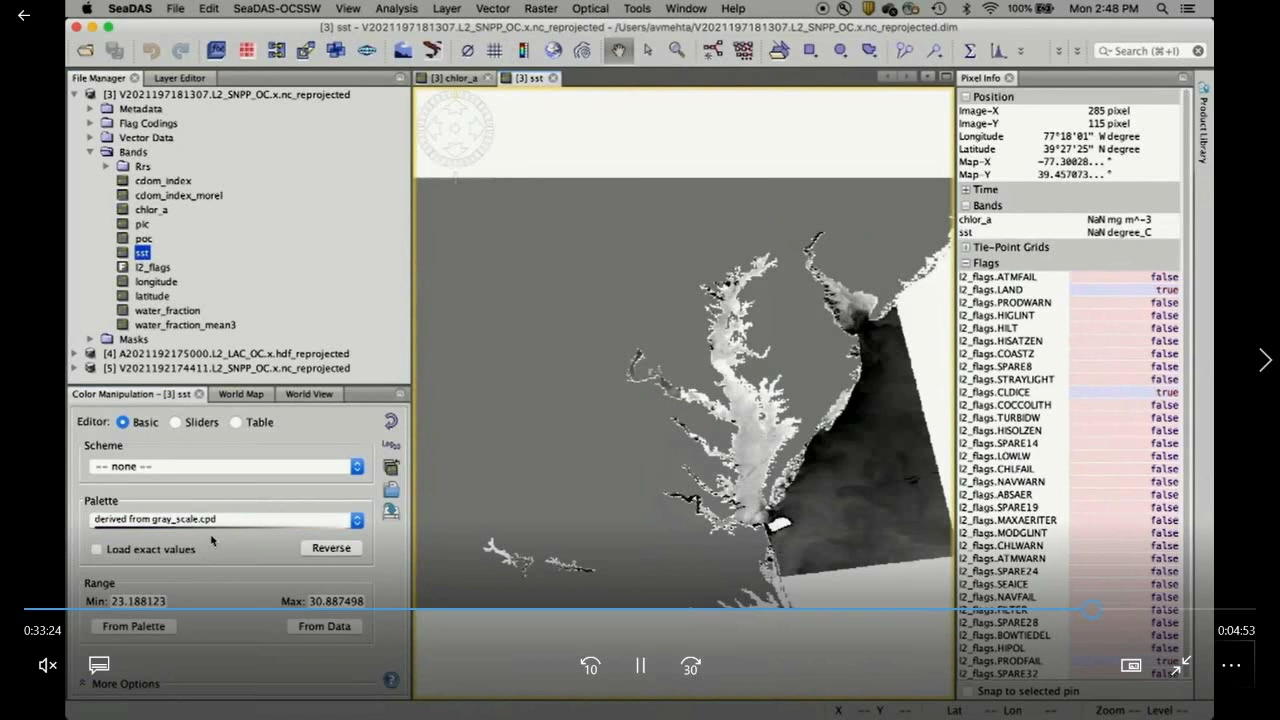 SeaDAS File Edit SeaDAS-OCSSW View Analysis Layer Vector Raster Optical Tools Window Help 100% Mon 2:48 PM
[3] sst - V2021197181307.L2_SNPP_OC.x.nc_reprojected - /Users/avmehta/V2021197181307.L2_SNPP_OC.x.nc_reprojected.dim
Search (⌘+I)
File Manager Layer Editor
[3] V2021197181307.L2_SNPP_OC.x.nc_reprojected
Metadata
Flag Codings
Vector Data
Bands
Rrs
cdom_index
cdom_index_morel
chlor_a
pic
poc
sst
l2_flags
longitude
latitude
water_fraction
water_fraction_mean3
Masks
[4] A2021192175000.L2_LAC_OC.x.hdf_reprojected
[5] V2021192174411.L2_SNPP_OC.x.nc_reprojected
Color Manipulation - [3] sst World Map World View
Editor: Basic Sliders Table
Scheme
-- none --
Palette
derived from gray_scale.cpd
Load exact values Reverse
Range
Min: 23.188123 Max: 30.887498
From Palette From Data
More Options
[3] chlor_a [3] sst
Pixel Info
Position
Image-X 285 pixel
Image-Y 115 pixel
Longitude 77°18'01" W degree
Latitude 39°27'25" N degree
Map-X -77.30028... °
Map-Y 39.457073... °
Time
Bands
chlor_a NaN mg m^-3
sst NaN degree_C
Tie-Point Grids
Flags
l2_flags.ATMFAIL false
l2_flags.LAND true
l2_flags.PRODWARN false
l2_flags.HIGLINT false
l2_flags.HILT false
l2_flags.HISATZEN false
l2_flags.COASTZ false
l2_flags.SPARE8 false
l2_flags.STRAYLIGHT false
l2_flags.CLDICE true
l2_flags.COCCOLITH false
l2_flags.TURBIDW false
l2_flags.HISOLZEN false
l2_flags.SPARE14 false
l2_flags.LOWLW false
l2_flags.CHLFAIL false
l2_flags.NAVWARN false
l2_flags.ABSAER false
l2_flags.SPARE19 false
l2_flags.MAXAERITER false
l2_flags.MODGLINT false
l2_flags.CHLWARN false
l2_flags.ATMWARN false
l2_flags.SPARE24 false
l2_flags.SEAICE false
l2_flags.NAVFAIL false
l2_flags.FILTER false
l2_flags.SPARE28 false
l2_flags.BOWTIEDEL false
l2_flags.HIPOL false
l2_flags.PRODFAIL true
l2_flags.SPARE32 false
Snap to selected pin
Product Library
X -- Y -- Lat -- Lon -- Zoom -- Level --
0:33:24 0:04:53
10 30